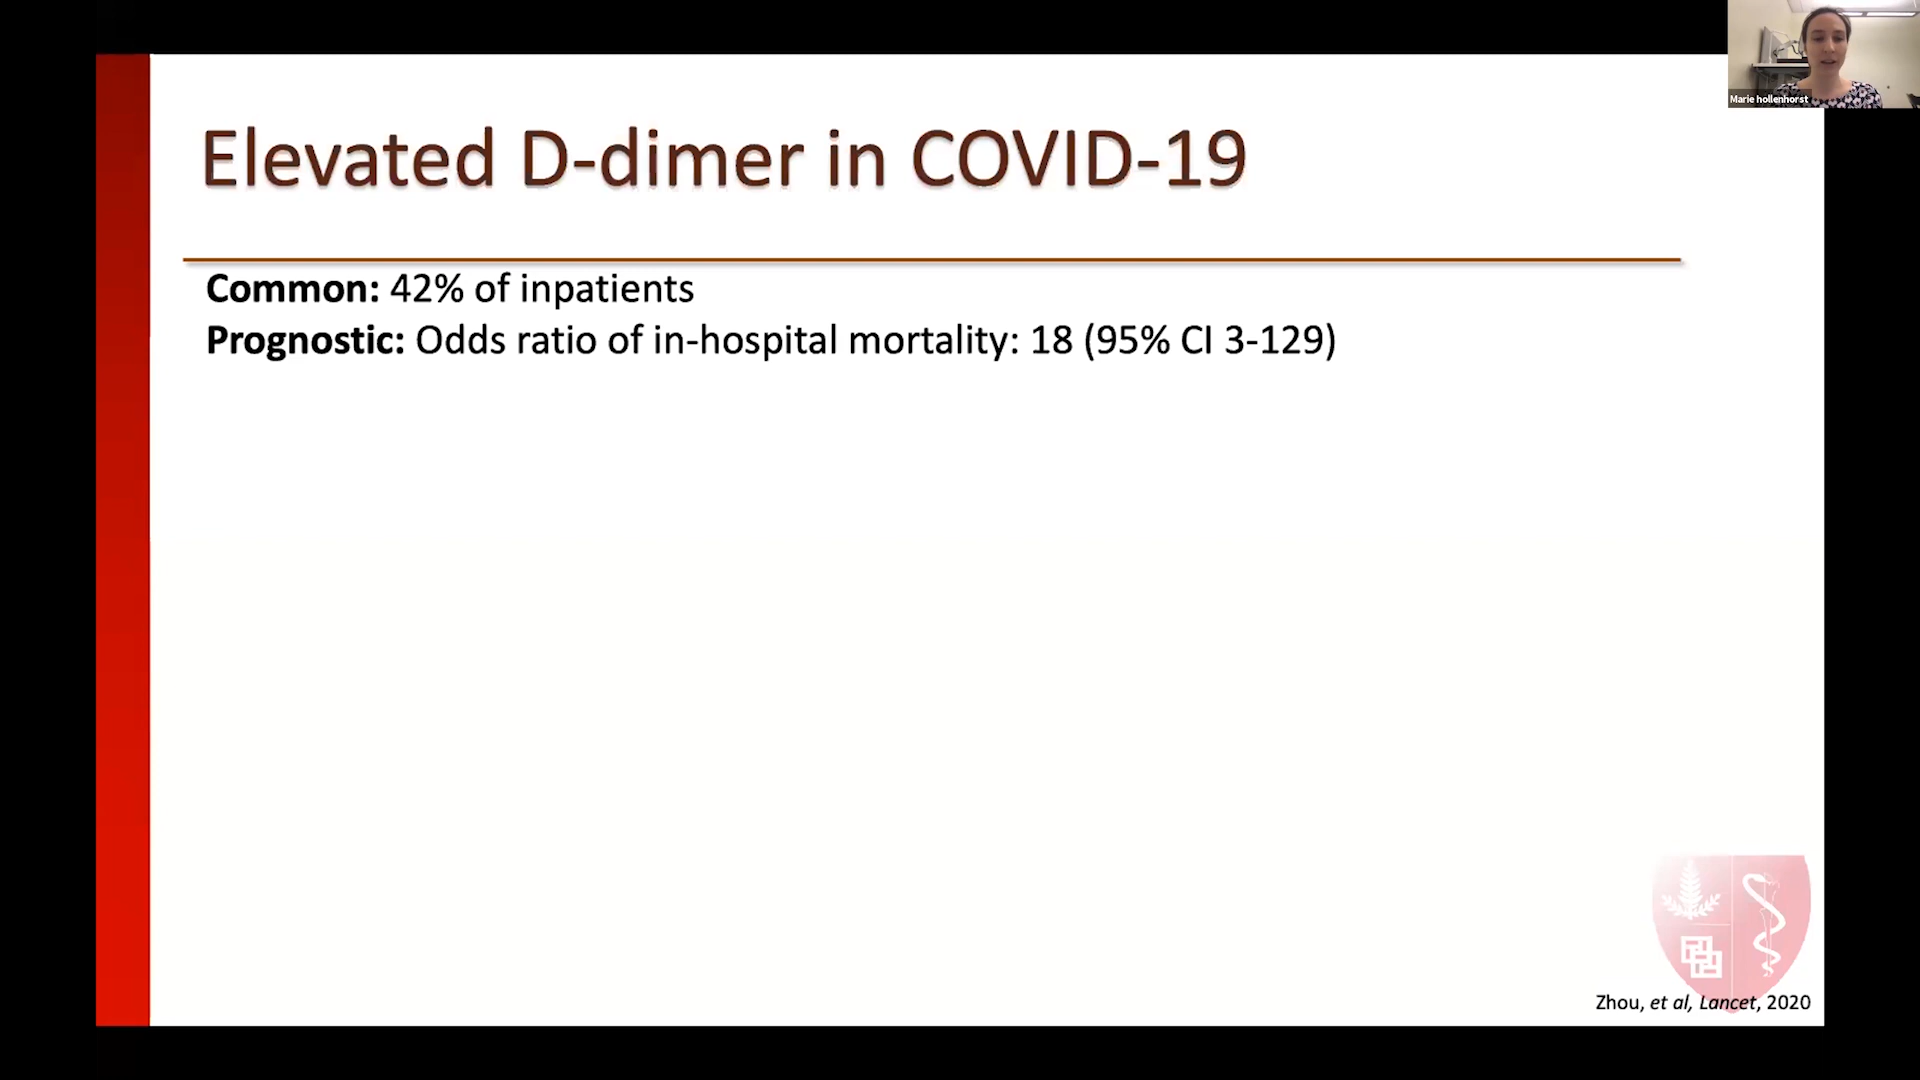 Marie hollenhorst
Elevated D-dimer in COVID-19
Common: 42% of inpatients
Prognostic: Odds ratio of in-hospital mortality: 18 (95% CI 3-129)
Zhou, et al, Lancet, 2020